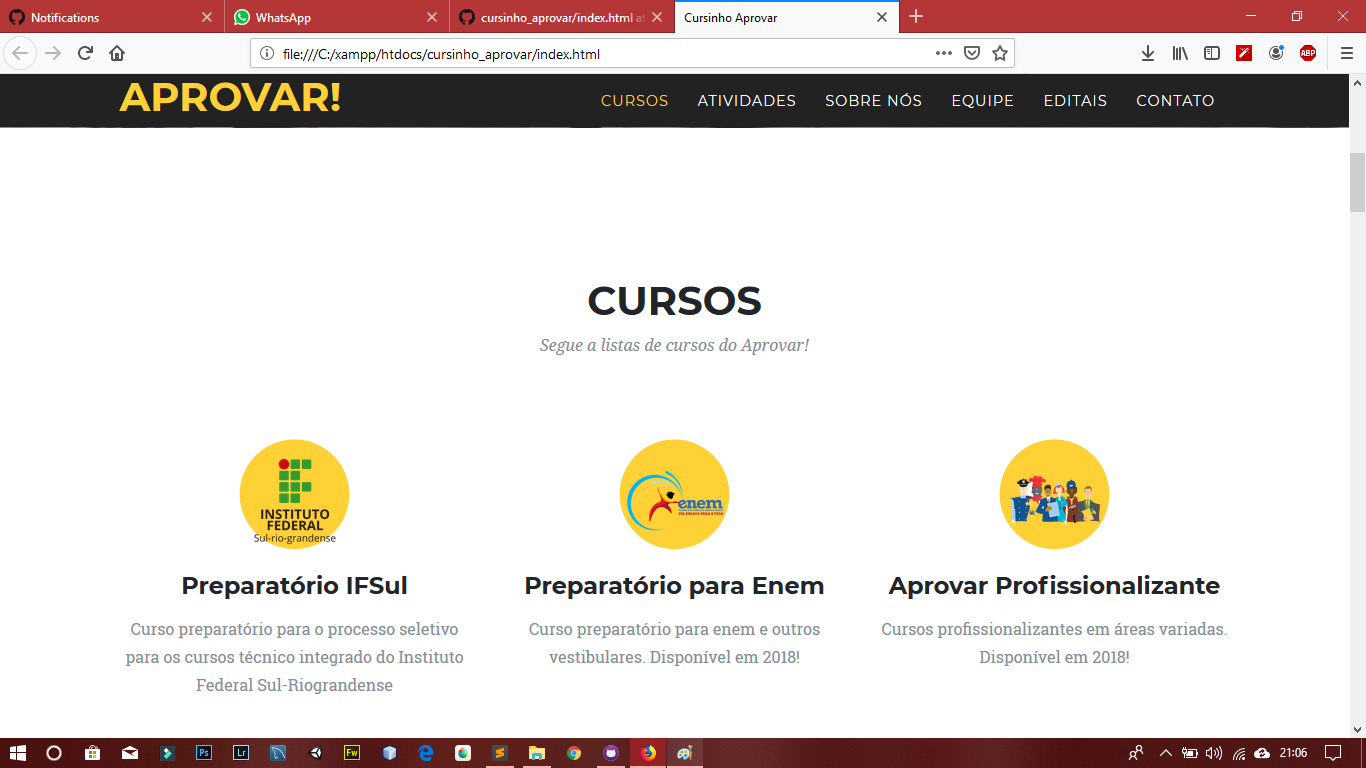 Notifications
WhatsApp
cursinho_aprovar/index.html at
Cursinho Aprovar
file:///C:/xampp/htdocs/cursinho_aprovar/index.html
ABP
APROVAR!
CURSOS
ATIVIDADES
SOBRE NÓS
EQUIPE
EDITAIS
CONTATO
CURSOS
Segue a listas de cursos do Aprovar!
INSTITUTO
FEDERAL
Sul-rio-grandense
enem
Preparatório IFSul
Curso preparatório para o processo seletivo
para os cursos técnico integrado do Instituto
Federal Sul-Riograndense
Preparatório para Enem
Curso preparatório para enem e outros
vestibulares. Disponível em 2018!
Aprovar Profissionalizante
Cursos profissionalizantes em áreas variadas.
Disponível em 2018!
Ps
Lr
Fw
21:06